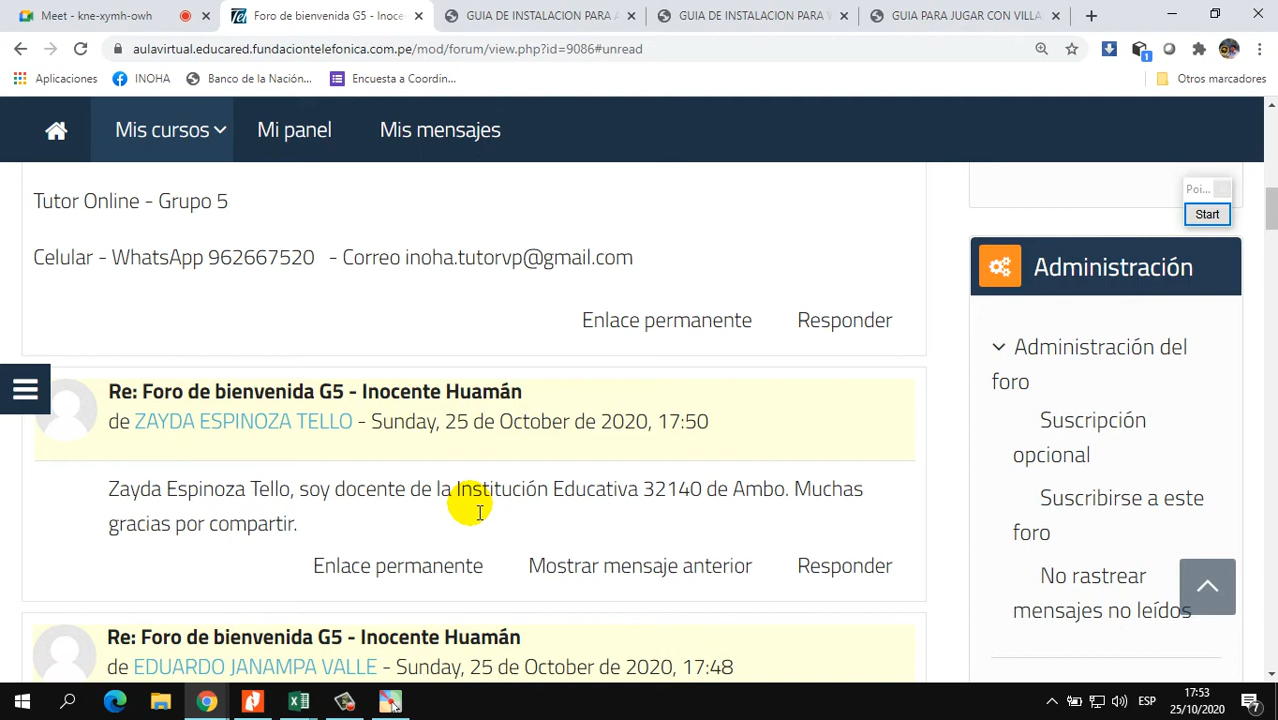 Meet - kne-xymh-owh
Foro de bienvenida G5 - Inoce
GUIA DE INSTALACION PARA A
GUIA DE INSTALACION PARA V
GUIA PARA JUGAR CON VILLA
aulavirtual.educared.fundaciontelefonica.com.pe/mod/forum/view.php?id=9086#unread
1
Aplicaciones
INOHA
Banco de la Nación...
Encuesta a Coordin...
Otros marcadores
Mis cursos
Mi panel
Mis mensajes
Poi...
Start
Tutor Online - Grupo 5
Celular - WhatsApp 962667520 - Correo inoha.tutorvp@gmail.com
Enlace permanente
Responder
Re: Foro de bienvenida G5 - Inocente Huamán
de ZAYDA ESPINOZA TELLO - Sunday, 25 de October de 2020, 17:50
Zayda Espinoza Tello, soy docente de la Institución Educativa 32140 de Ambo. Muchas
gracias por compartir.
Enlace permanente
Mostrar mensaje anterior
Responder
Re: Foro de bienvenida G5 - Inocente Huamán
de EDUARDO JANAMPA VALLE - Sunday, 25 de October de 2020, 17:48
Administración
Administración del
foro
Suscripción
opcional
Suscribirse a este
foro
No rastrear
mensajes no leídos
ESP
17:53
25/10/2020
7